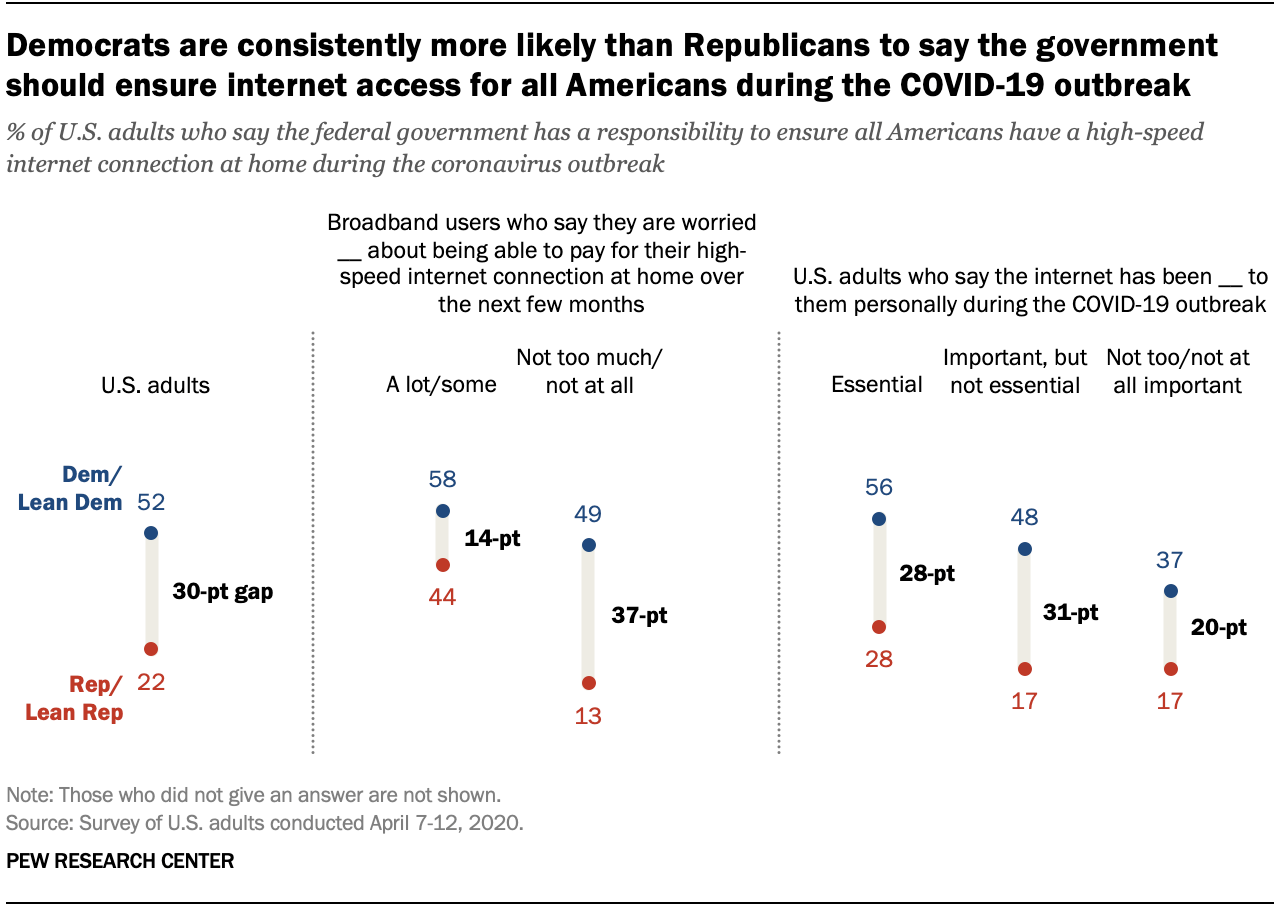 Democrats are consistently more likely than Republicans to say the government
should ensure internet access for all Americans during the COVID-19 outbreak
% of U.S. adults who say the federal government has a responsibility to ensure all Americans have a high-speed
internet connection at home during the coronavirus outbreak
Broadband users who say they are worried
__ about being able to pay for their high-
speed internet connection at home over
the next few months
U.S. adults who say the internet has been __ to
them personally during the COVID-19 outbreak
U.S. adults
A lot/some
Not too much/
not at all
Essential
Important, but
not essential
Not too/not at
all important
Dem/
Lean Dem
52
30-pt gap
22
Rep/
Lean Rep
58
14-pt
44
49
37-pt
13
56
28-pt
28
48
31-pt
17
37
20-pt
17
Note: Those who did not give an answer are not shown.
Source: Survey of U.S. adults conducted April 7-12, 2020.
PEW RESEARCH CENTER